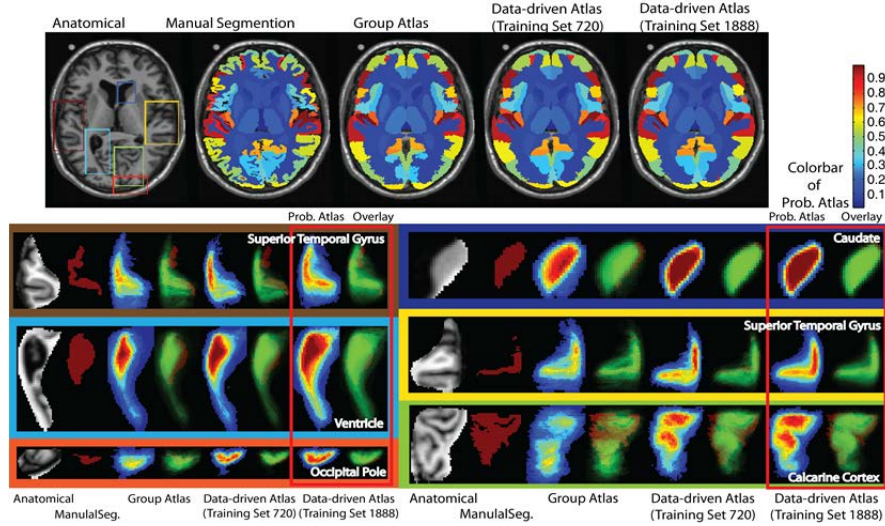 Anatomical
Manual Segmention
Group Atlas
Data-driven Atlas
(Training Set 720)
Data-driven Atlas
(Training Set 1888)
0.9
0.8
0.7
0.6
0.5
0.4
0.3
0.2
0.1
Colorbar
of
Prob. Atlas
Prob. Atlas
Overlay
Prob. Atlas
Overlay
Superior Temporal Gyrus
Caudate
Ventricle
Superior Temporal Gyrus
Occipital Pole
Calcarine Cortex
Anatomical
ManulalSeg.
Group Atlas
Data-driven Atlas
(Training Set 720)
Data-driven Atlas
(Training Set 1888)
Anatomical
ManulalSeg.
Group Atlas
Data-driven Atlas
(Training Set 720)
Data-driven Atlas
(Training Set 1888)